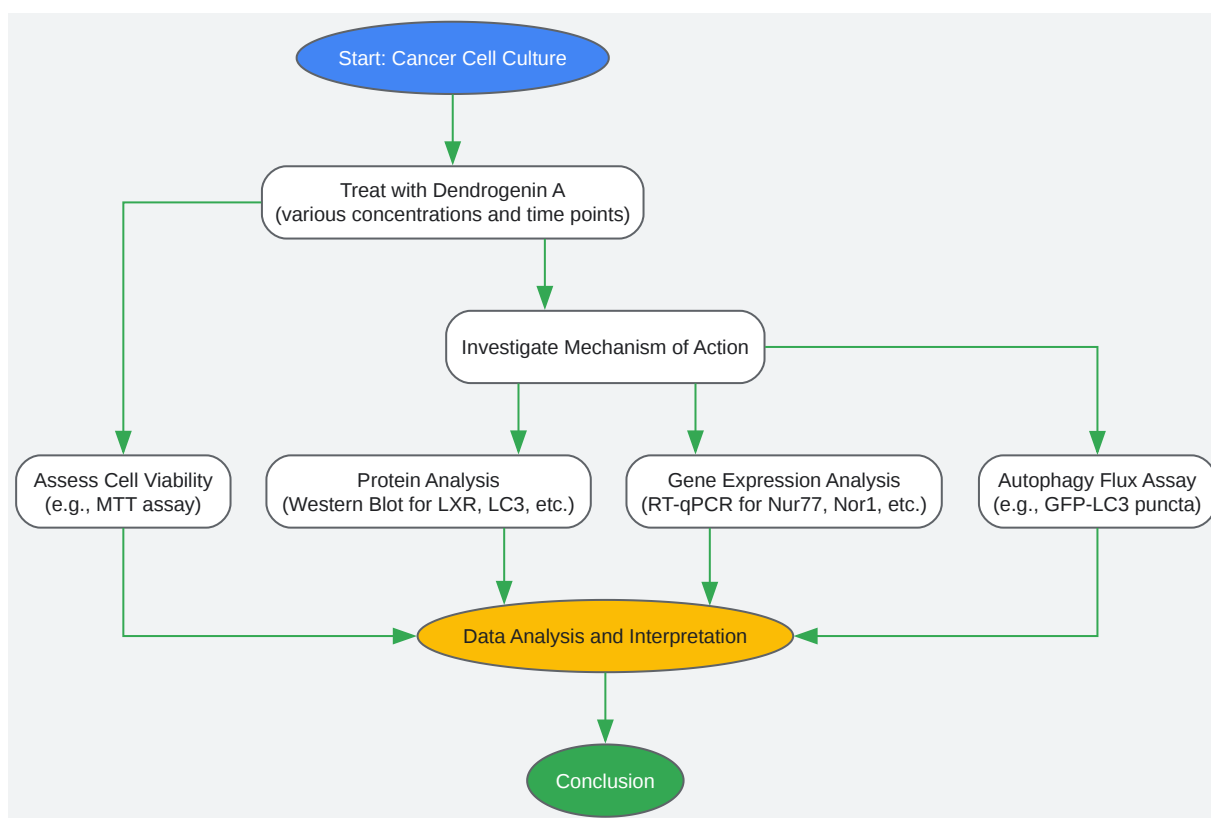 Start: Cancer Cell Culture
Treat with Dendrogenin A
(various concentrations and time points)
Investigate Mechanism of Action
Assess Cell Viability
(e.g., MTT assay)
Protein Analysis
(Western Blot for LXR, LC3, etc.)
Gene Expression Analysis
(RT-qPCR for Nur77, Nor1, etc.)
Autophagy Flux Assay
(e.g., GFP-LC3 puncta)
Data Analysis and Interpretation
Conclusion